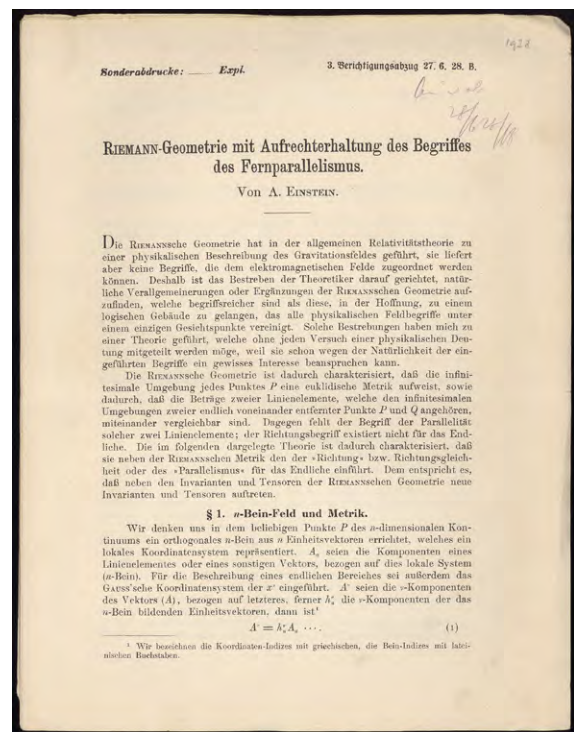 1928
Sonderabdrucke: ____ Expl.
3. Berichtigungsabzug 27. 6. 28. B.
RIEMANN-Geometrie mit Aufrechterhaltung des Begriffes
des Fernparallelismus.
Von A. EINSTEIN.
Die RIEMANNsche Geometrie hat in der allgemeinen Relativitätstheorie zu
einer physikalischen Beschreibung des Gravitationsfeldes geführt, sie liefert
aber keine Begriffe, die dem elektromagnetischen Felde zugeordnet werden
können. Deshalb ist das Bestreben der Theoretiker darauf gerichtet, natür-
liche Verallgemeinerungen oder Ergänzungen der RIEMANNschen Geometrie auf-
zufinden, welche begriffsreicher sind als diese, in der Hoffnung, zu einem
logischen Gebäude zu gelangen, das alle physikalischen Feldbegriffe unter
einem einzigen Gesichtspunkte vereinigt. Solche Bestrebungen haben mich zu
einer Theorie geführt, welche ohne jeden Versuch einer physikalischen Deu-
tung mitgeteilt werden möge, weil sie schon wegen der Natürlichkeit der ein-
geführten Begriffe ein gewisses Interesse beanspruchen kann.
Die RIEMANNsche Geometrie ist dadurch charakterisiert, daß die infini-
tesimale Umgebung jedes Punktes P eine euklidische Metrik aufweist, sowie
dadurch, daß die Beträge zweier Linienelemente, welche den infinitesimalen
Umgebungen zweier endlich voneinander entfernter Punkte P und Q angehören,
miteinander vergleichbar sind. Dagegen fehlt der Begriff der Parallelität
solcher zwei Linienelemente; der Richtungsbegriff existiert nicht für das End-
liche. Die im folgenden dargelegte Theorie ist dadurch charakterisiert, daß
sie neben der RIEMANNschen Metrik den der »Richtung« bzw. Richtungsgleich-
heit oder des »Parallelismus« für das Endliche einführt. Dem entspricht es,
daß neben den Invarianten und Tensoren der RIEMANNschen Geometrie neue
Invarianten und Tensoren auftreten.
§ 1. n-Bein-Feld und Metrik.
Wir denken uns in dem beliebigen Punkte P des n-dimensionalen Kon-
tinuums ein orthogonales n-Bein aus n Einheitsvektoren errichtet, welches ein
lokales Koordinatensystem repräsentiert. Aₐ seien die Komponenten eines
Linienelementes oder eines sonstigen Vektors, bezogen auf dies lokale System
(n-Bein). Für die Beschreibung eines endlichen Bereiches sei außerdem das
GAUSS'sche Koordinatensystem der xᵛ eingeführt. Aᵛ seien die ν-Komponenten
des Vektors (A), bezogen auf letzteres, ferner hₐᵛ die ν-Komponenten der das
n-Bein bildenden Einheitsvektoren, dann ist¹
Aᵛ = hₐᵛ Aₐ ···. (1)
¹ Wir bezeichnen die Koordinaten-Indizes mit griechischen, die Bein-Indizes mit latei-
nischen Buchstaben.